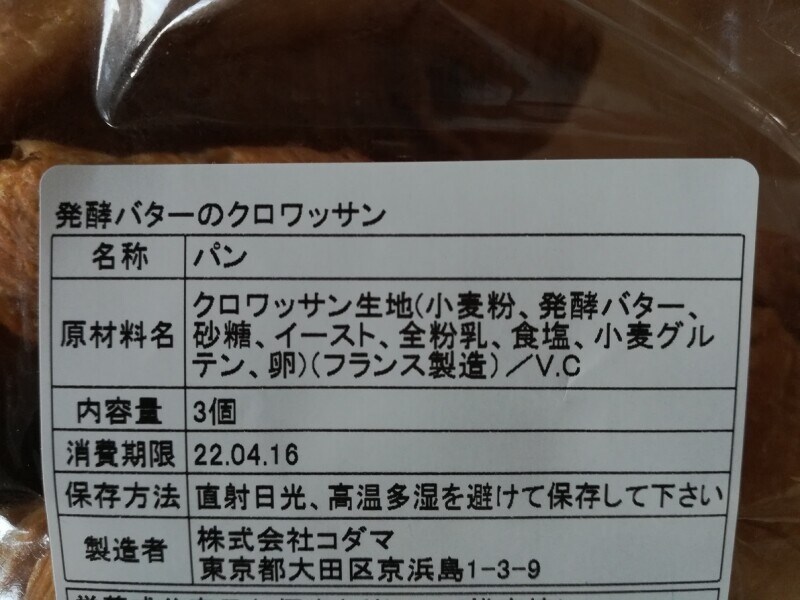 発酵バターのクロワッサン
名称 パン
原材料名 クロワッサン生地(小麦粉、発酵バター、
砂糖、イースト、全粉乳、食塩、小麦グル
テン、卵)(フランス製造)／V.C
内容量 3個
消費期限 22.04.16
保存方法 直射日光、高温多湿を避けて保存して下さい
製造者 株式会社コダマ
東京都大田区京浜島1-3-9